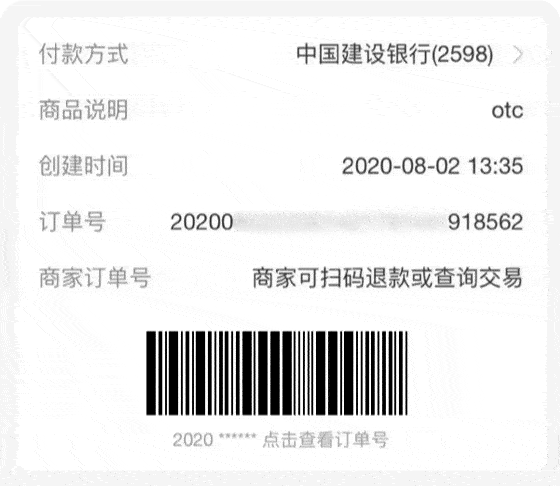 付款方式 中国建设银行(2598)
商品说明 otc
创建时间 2020-08-02 13:35
订单号 20200 918562
商家订单号 商家可扫码退款或查询交易
2020 ****** 点击查看订单号